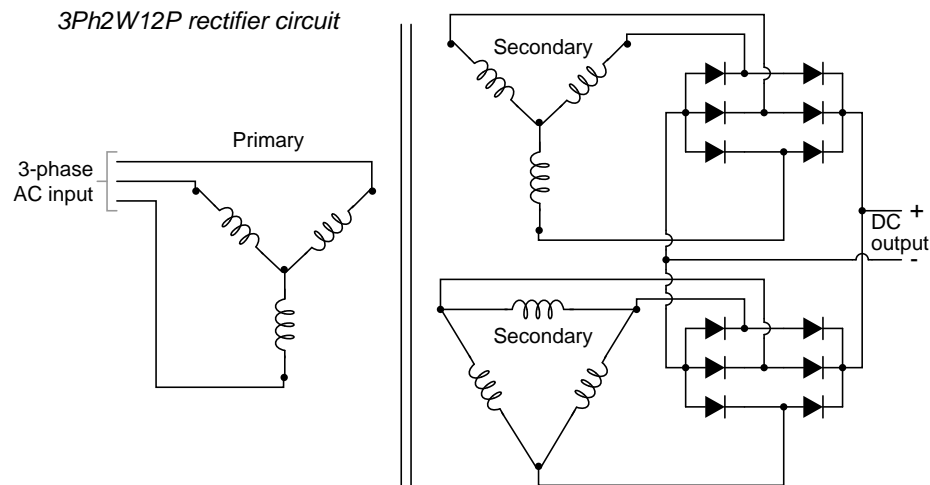 3Ph2W12P rectifier circuit
Secondary
Primary
3-phase
AC input
+
DC
output
-
Secondary